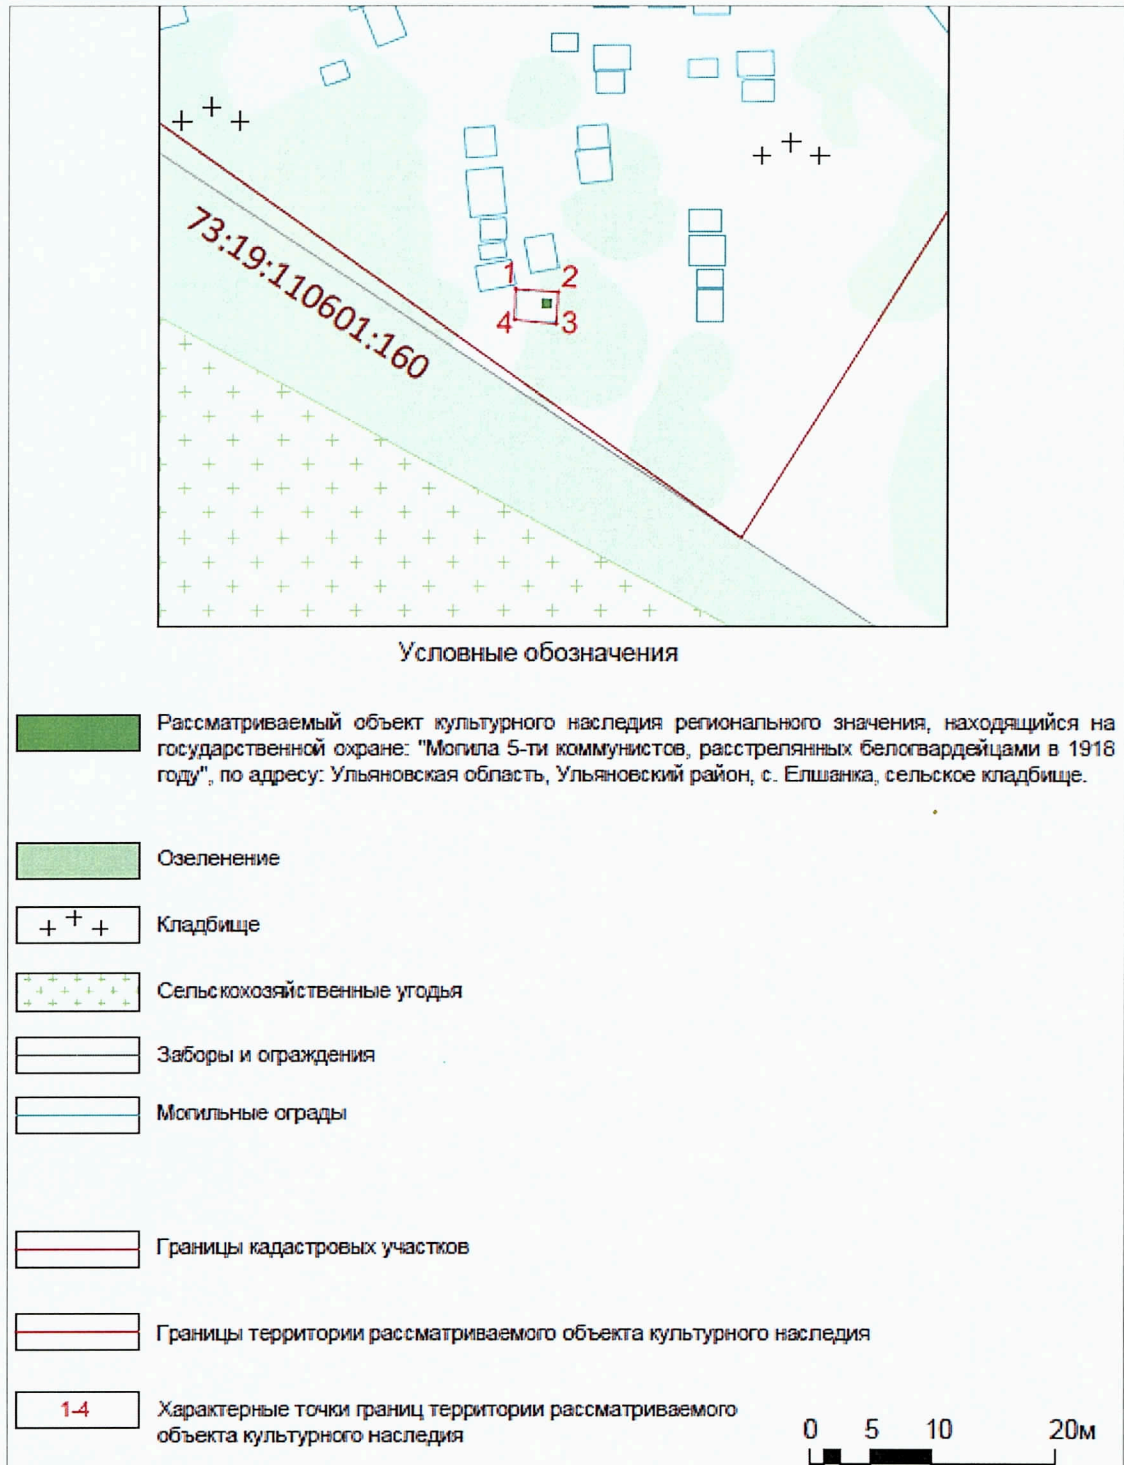 73:19:110601:160
1
2
4
3
Условные обозначения
Рассматриваемый объект культурного наследия регионального значения, находящийся на
государственной охране: "Могила 5-ти коммунистов, расстрелянных белогвардейцами в 1918
году", по адресу: Ульяновская область, Ульяновский район, с. Елшанка, сельское кладбище.
Озеленение
Кладбище
Сельскохозяйственные угодья
Заборы и ограждения
Могильные ограды
Границы кадастровых участков
Границы территории рассматриваемого объекта культурного наследия
1-4
Характерные точки границ территории рассматриваемого
объекта культурного наследия
0 5 10 20м